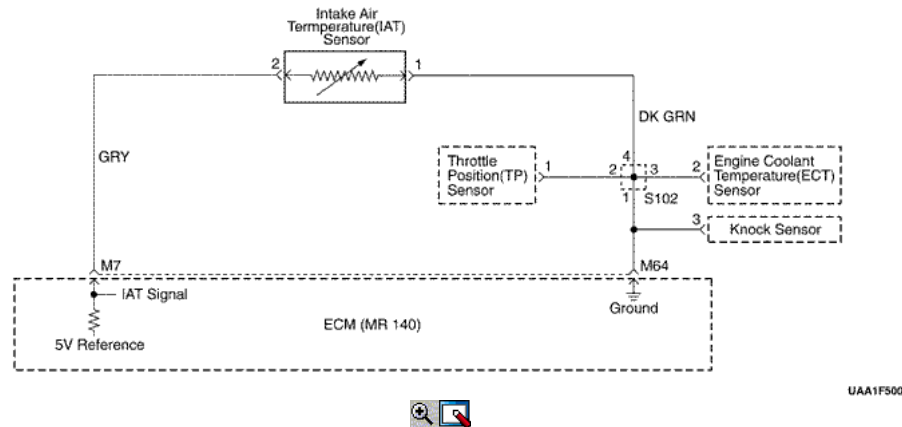 Intake Air
Termperature(IAT)
Sensor
2
1
DK GRN
GRY
Throttle
Position(TP)
Sensor
1
2
4
3
1
S102
2
Engine Coolant
Temperature(ECT)
Sensor
3
Knock Sensor
M7
M64
IAT Signal
5V Reference
ECM (MR 140)
Ground
UAA1F500